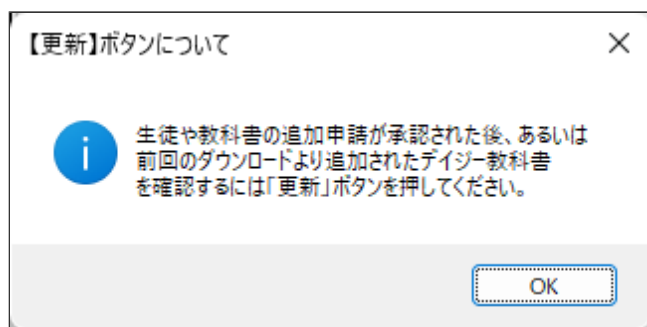 【更新】ボタンについて
生徒や教科書の追加申請が承認された後、あるいは
前回のダウンロードより追加されたデイジー教科書
を確認するには「更新」ボタンを押してください。
OK